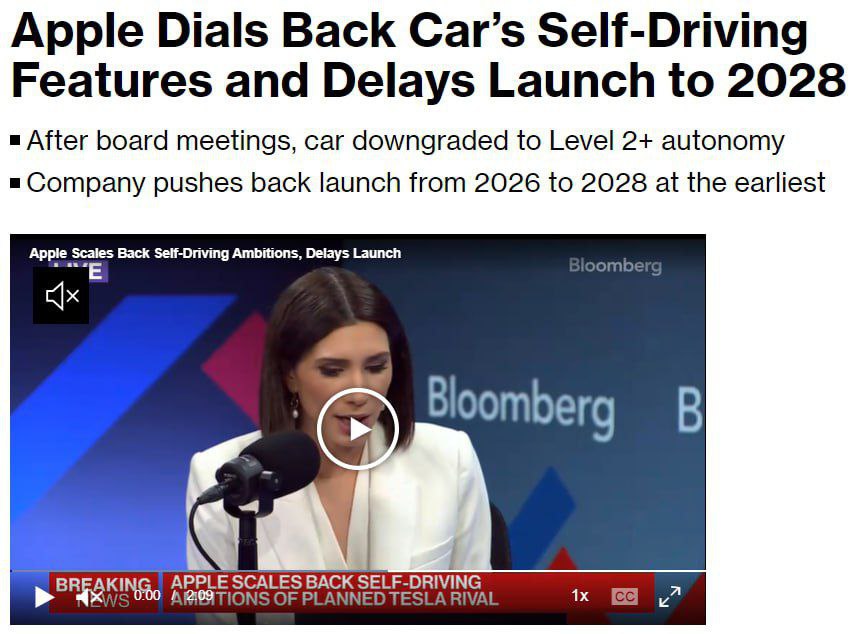 Apple Dials Back Car’s Self-Driving
Features and Delays Launch to 2028
▪ After board meetings, car downgraded to Level 2+ autonomy
▪ Company pushes back launch from 2026 to 2028 at the earliest
Apple Scales Back Self-Driving Ambitions, Delays Launch
Bloomberg
LIVE
Bloomberg
B
BREAKING
NEWS
APPLE SCALES BACK SELF-DRIVING
AMBITIONS OF PLANNED TESLA RIVAL
0:00 / 2:09
1x
CC